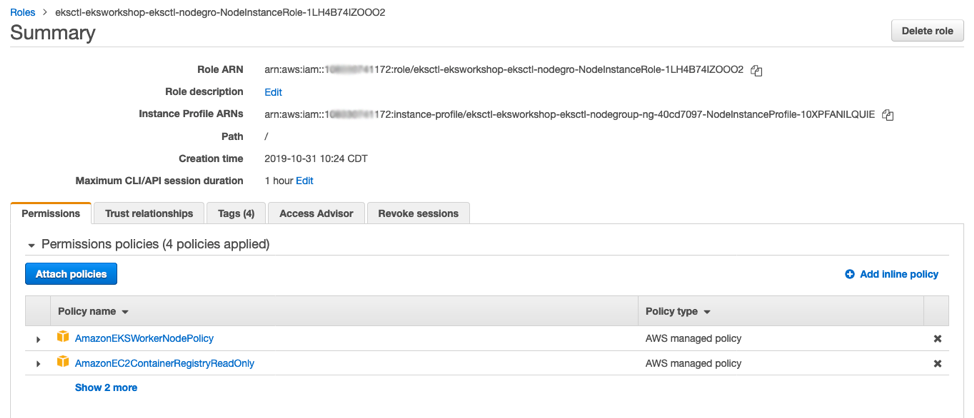 Roles > eksctl-eksworkshop-eksctl-nodegro-NodeInstanceRole-1LH4B74IZOOO2
Summary
Delete role
Role ARN arn:aws:iam::1 172:role/eksctl-eksworkshop-eksctl-nodegro-NodeInstanceRole-1LH4B74IZOOO2
Role description Edit
Instance Profile ARNs arn:aws:iam::1 172:instance-profile/eksctl-eksworkshop-eksctl-nodegroup-ng-40cd7097-NodeInstanceProfile-10XPFANILQUIE
Path /
Creation time 2019-10-31 10:24 CDT
Maximum CLI/API session duration 1 hour Edit
Permissions Trust relationships Tags (4) Access Advisor Revoke sessions
Permissions policies (4 policies applied)
Attach policies Add inline policy
Policy name Policy type
AmazonEKSWorkerNodePolicy AWS managed policy
AmazonEC2ContainerRegistryReadOnly AWS managed policy
Show 2 more